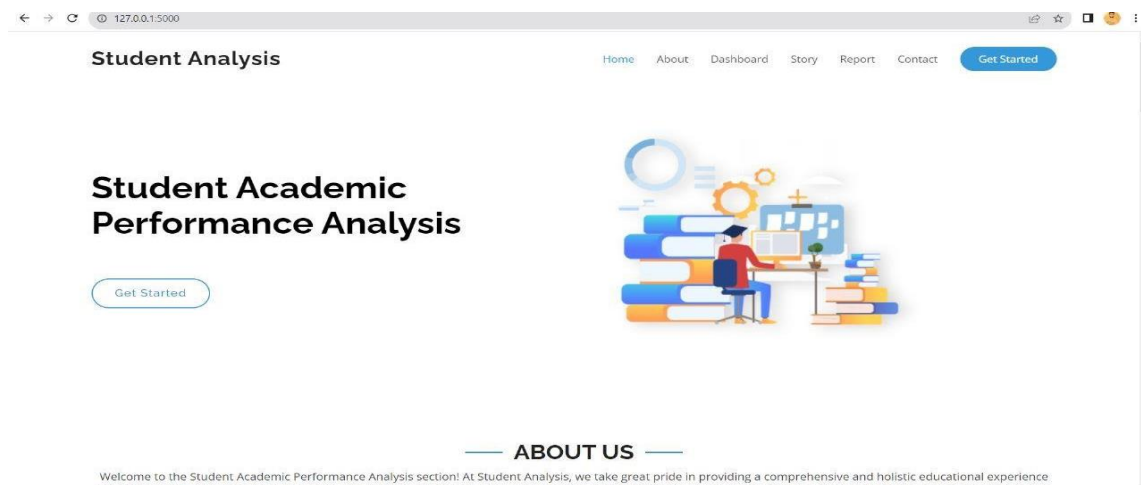 127.0.0.1:5000
Student Analysis
Home About Dashboard Story Report Contact Get Started
Student Academic
Performance Analysis
Get Started
ABOUT US
Welcome to the Student Academic Performance Analysis section! At Student Analysis, we take great pride in providing a comprehensive and holistic educational experience